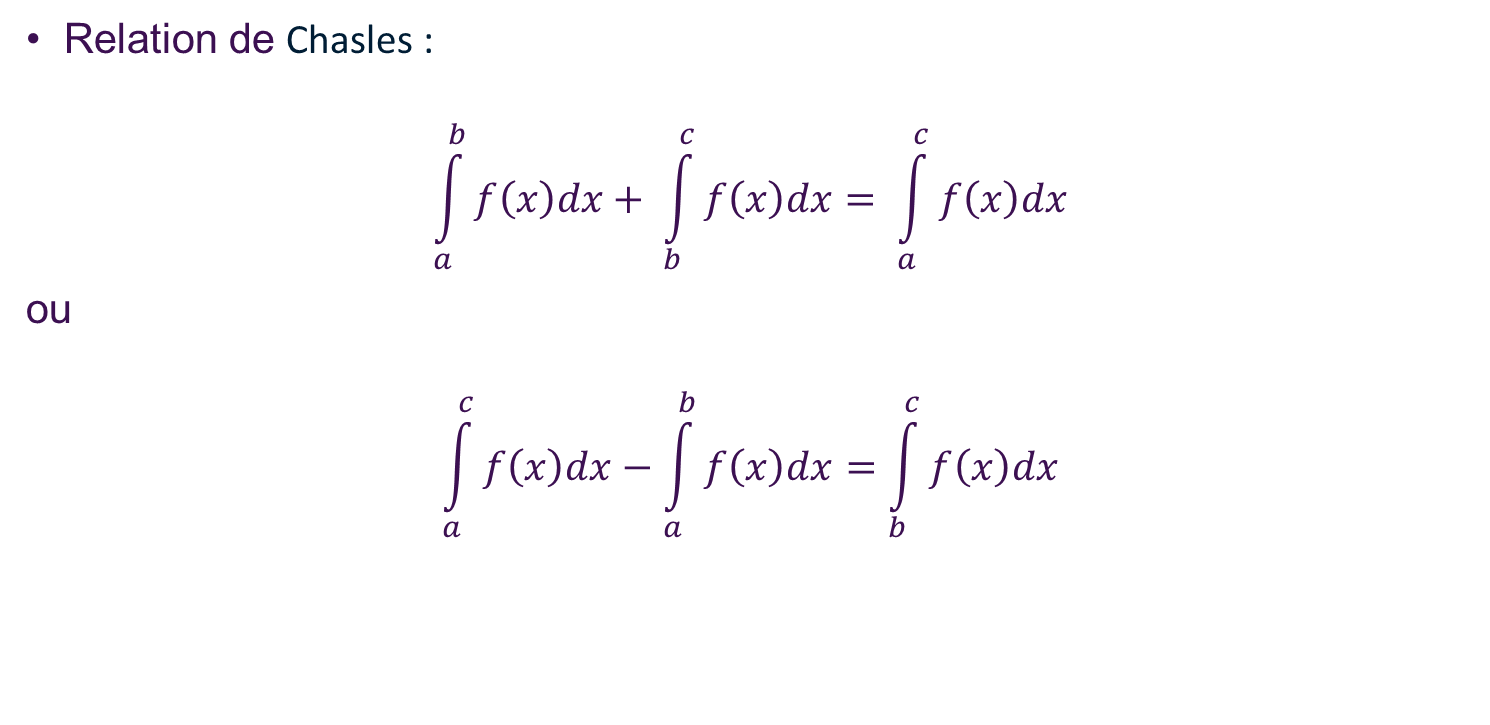 • Relation de Chasles :
∫_a^b f(x)dx + ∫_b^c f(x)dx = ∫_a^c f(x)dx
ou
∫_a^c f(x)dx − ∫_a^b f(x)dx = ∫_b^c f(x)dx